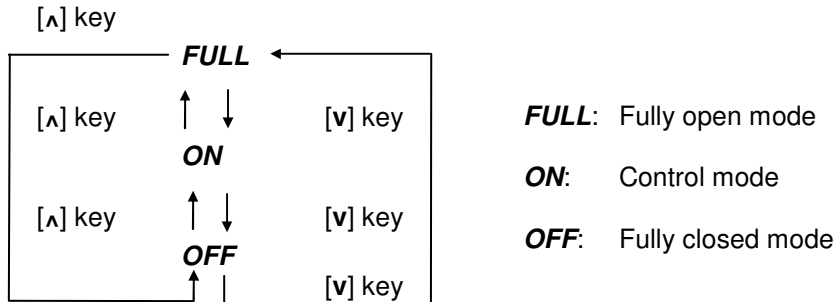 [ʌ] key
FULL
[ʌ] key [v] key FULL: Fully open mode
ON
ON: Control mode
[ʌ] key [v] key
OFF: Fully closed mode
OFF
[v] key